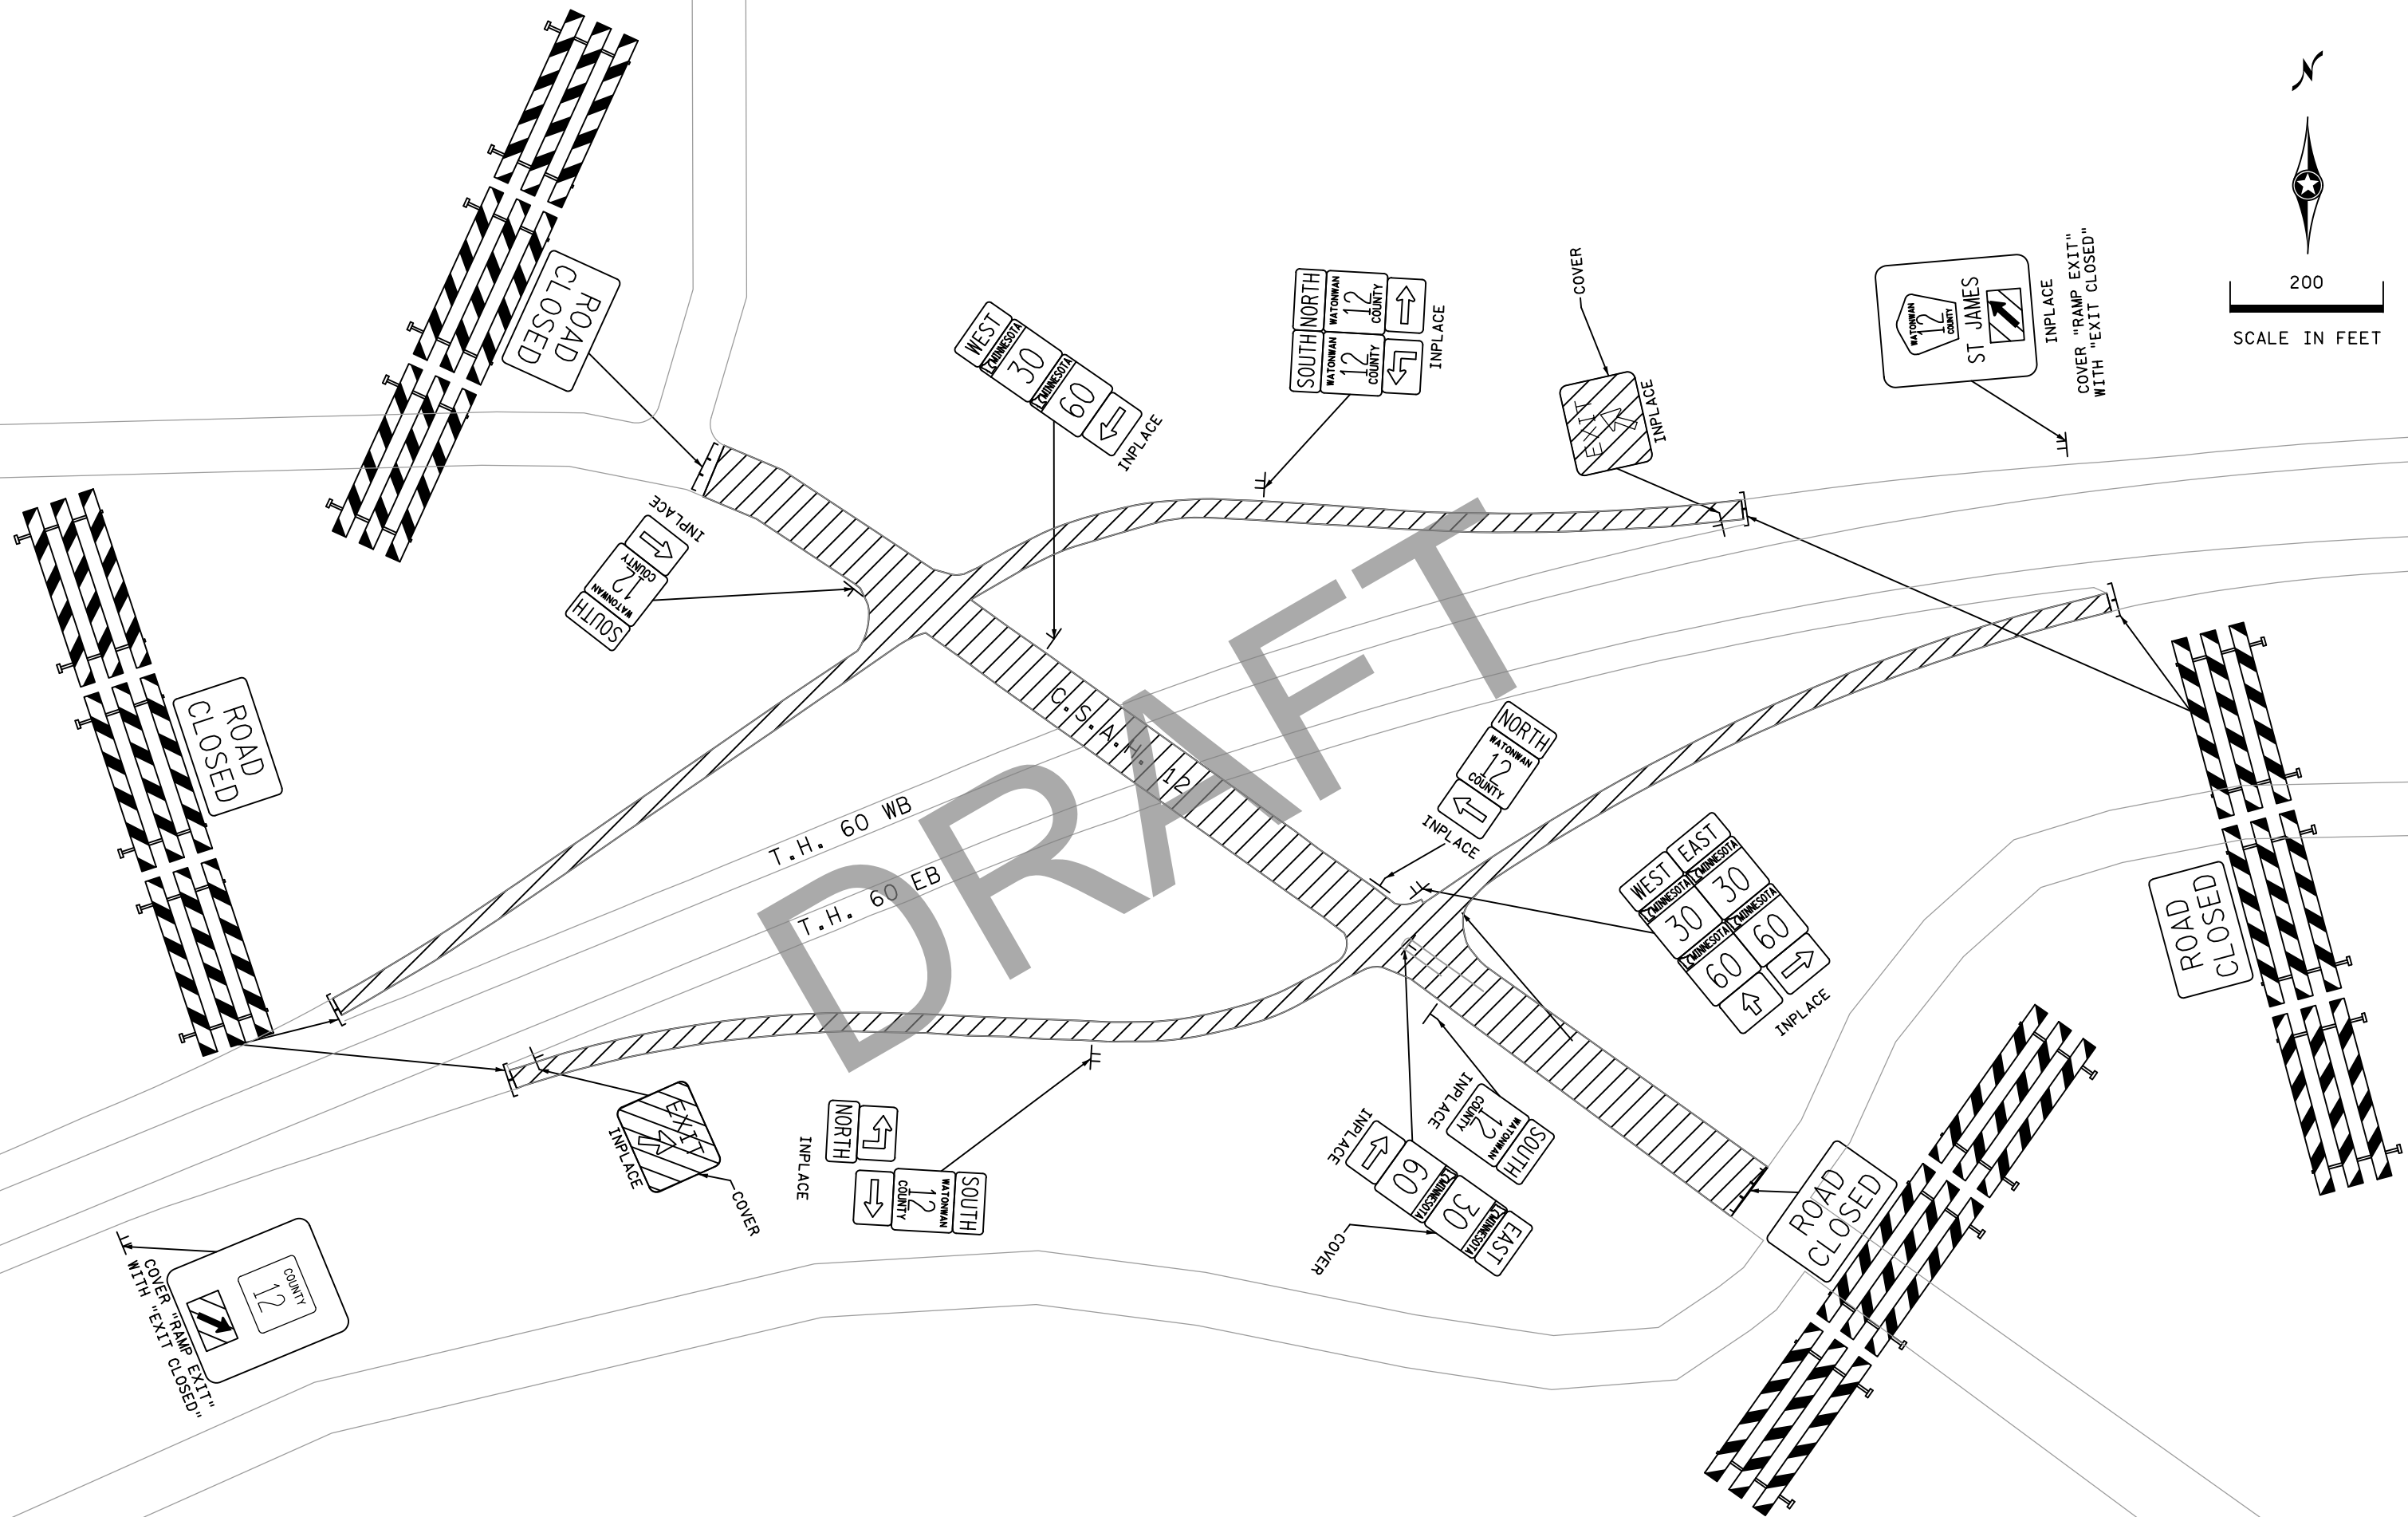 N
200
SCALE IN FEET
ROAD
CLOSED
WEST
MINNESOTA
30
MINNESOTA
60
INPLACE
NORTH
WATONWAN
12
COUNTY
SOUTH
WATONWAN
12
COUNTY
INPLACE
COVER
EXIT
INPLACE
WATONWAN
12
COUNTY
ST JAMES
INPLACE
COVER "RAMP EXIT"
WITH "EXIT CLOSED"
INPLACE
SOUTH
WATONWAN
12
COUNTY
ROAD
CLOSED
C.S.A.H. 12
T.H. 60 WB
T.H. 60 EB
DRAFT
NORTH
WATONWAN
12
COUNTY
INPLACE
WEST
MINNESOTA
30
MINNESOTA
60
EAST
MINNESOTA
30
MINNESOTA
60
INPLACE
ROAD
CLOSED
EXIT
INPLACE
COVER
NORTH
INPLACE
SOUTH
WATONWAN
12
COUNTY
INPLACE
SOUTH
WATONWAN
12
COUNTY
INPLACE
EAST
MINNESOTA
30
MINNESOTA
60
COVER
ROAD
CLOSED
COUNTY
12
COVER "RAMP EXIT"
WITH "EXIT CLOSED"